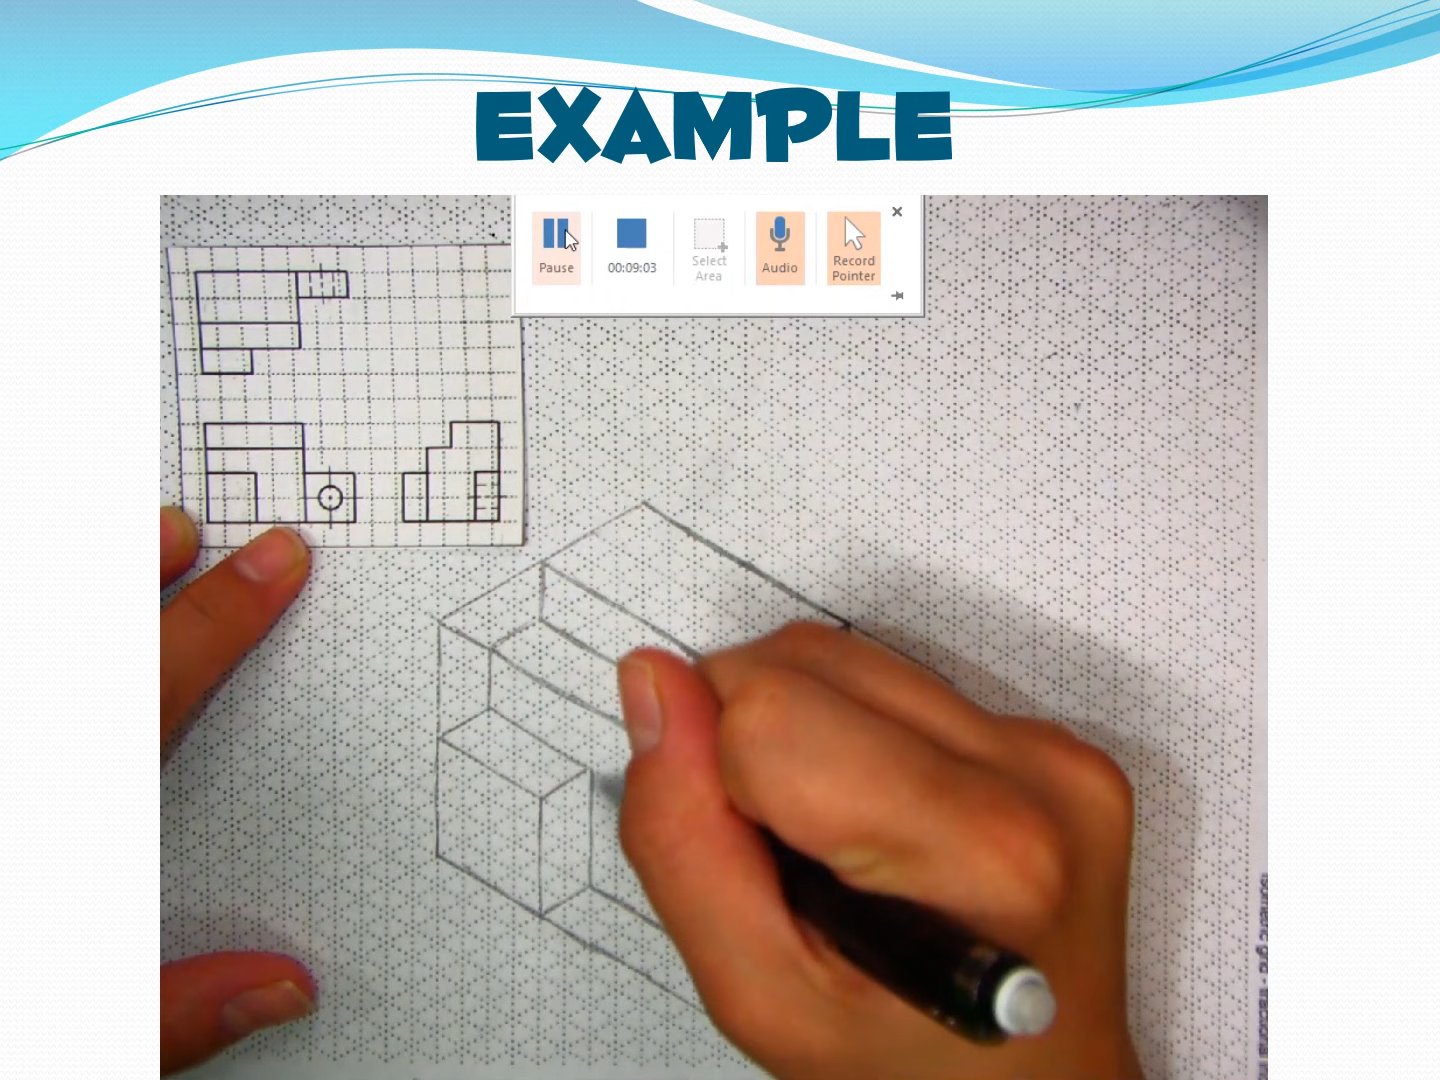 EXAMPLE
Pause
00:09:03
Select
Area
Audio
Record
Pointer